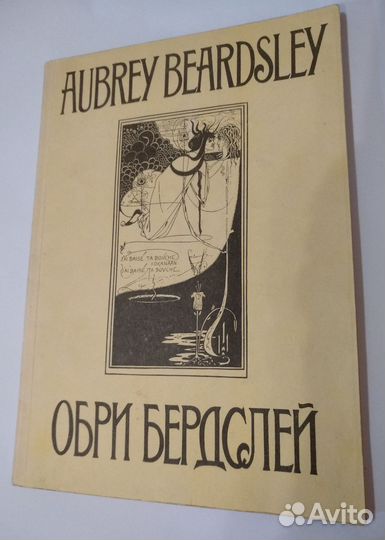 AUBREY BEARDSLEY
J'AI BAISÉ TA BOUCHE
IOKANAAN
J'AI BAISÉ TA BOUCHE
ОБРИ БЕРДСЛЕЙ
Avito